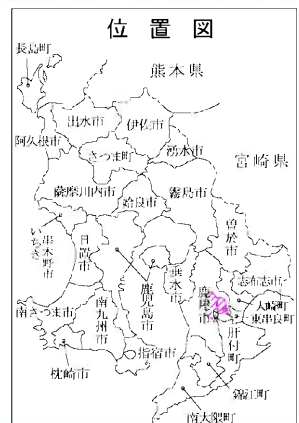 位置図
長島町
熊本県
出水市
伊佐市
阿久根市
さつま町
湧水市
宮崎県
薩摩川内市
霧島市
姶良市
曽於市
いちき串木野市
日置市
垂水市
志布志市
鹿屋市
大崎町
東串良町
鹿児島市
南さつま市
南九州市
肝付町
指宿市
枕崎市
錦江町
南大隅町